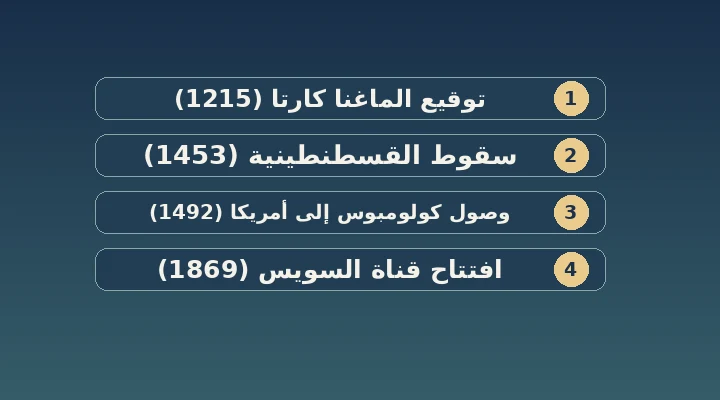 1 توقيع الماغنا كارتا (1215)
2 سقوط القسطنطينية (1453)
3 وصول كولومبوس إلى أمريكا (1492)
4 افتتاح قناة السويس (1869)